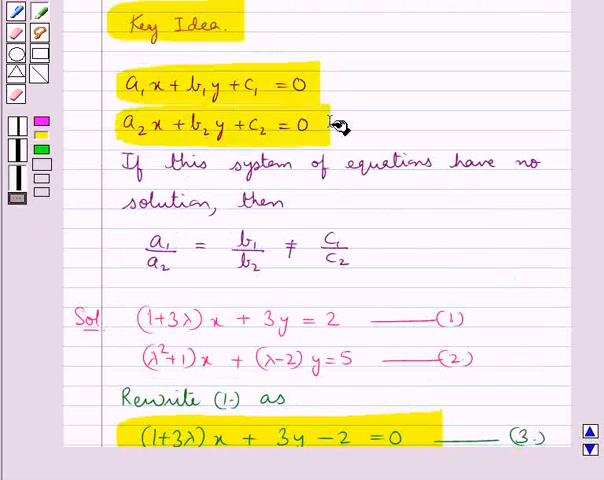 Key Idea.
a₁x + b₁y + c₁ = 0
a₂x + b₂y + c₂ = 0
If this system of equations have no
solution, then
a₁/a₂ = b₁/b₂ ≠ c₁/c₂
Sol (1+3λ)x + 3y = 2 ——(1)
(λ²+1)x + (λ-2)y = 5 ——(2.)
Rewrite (1.) as
(1+3λ)x + 3y - 2 = 0 ——(3.)